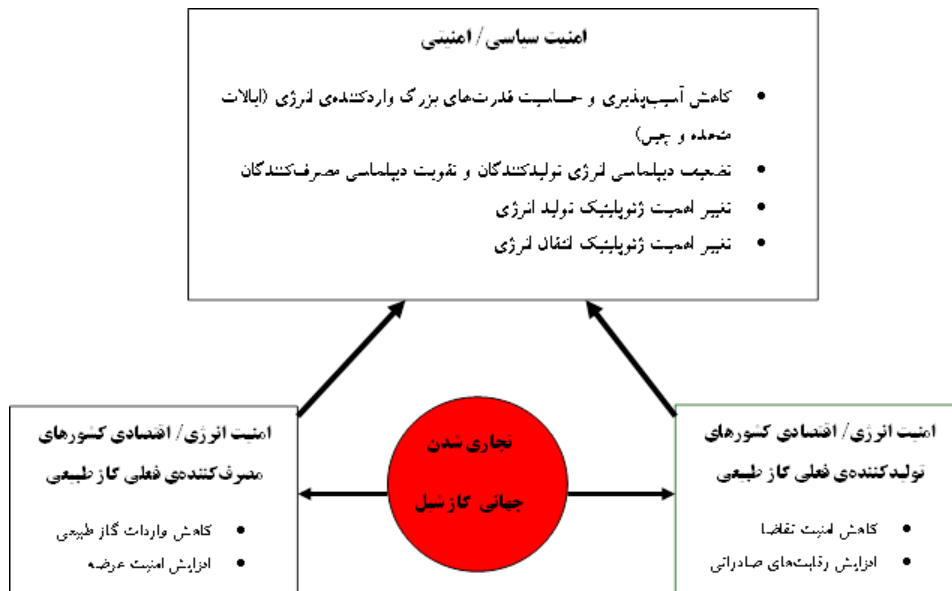 امنیت سیاسی/ امنیتی
• کاهش آسیب‌پذیری و حساسیت قدرت‌های بزرگ واردکننده‌ی انرژی (ایالات
متحده و چین)
• تضعیف دیپلماسی انرژی تولیدکنندگان و تقویت دیپلماسی مصرف‌کنندگان
• تغییر اهمیت ژئوپلیتیک تولید انرژی
• تغییر اهمیت ژئوپلیتیک انتقال انرژی
امنیت انرژی/ اقتصادی کشورهای
تولیدکننده‌ی فعلی گاز طبیعی
• کاهش امنیت تقاضا
• افزایش رقابت‌های صادراتی
تجاری شدن
جهانی گاز شیل
امنیت انرژی/ اقتصادی کشورهای
مصرف‌کننده‌ی فعلی گاز طبیعی
• کاهش واردات گاز طبیعی
• افزایش امنیت عرضه